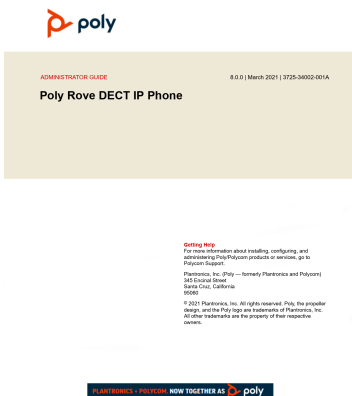 poly
ADMINISTRATOR GUIDE 8.0.0 | March 2021 | 3725-34002-001A
Poly Rove DECT IP Phone
Getting Help
For more information about installing, configuring, and
administering Poly/Polycom products or services, go to
Polycom Support.
Plantronics, Inc. (Poly — formerly Plantronics and Polycom)
345 Encinal Street
Santa Cruz, California
95060
© 2021 Plantronics, Inc. All rights reserved. Poly, the propeller
design, and the Poly logo are trademarks of Plantronics, Inc.
All other trademarks are the property of their respective
owners.
PLANTRONICS + POLYCOM. NOW TOGETHER AS poly